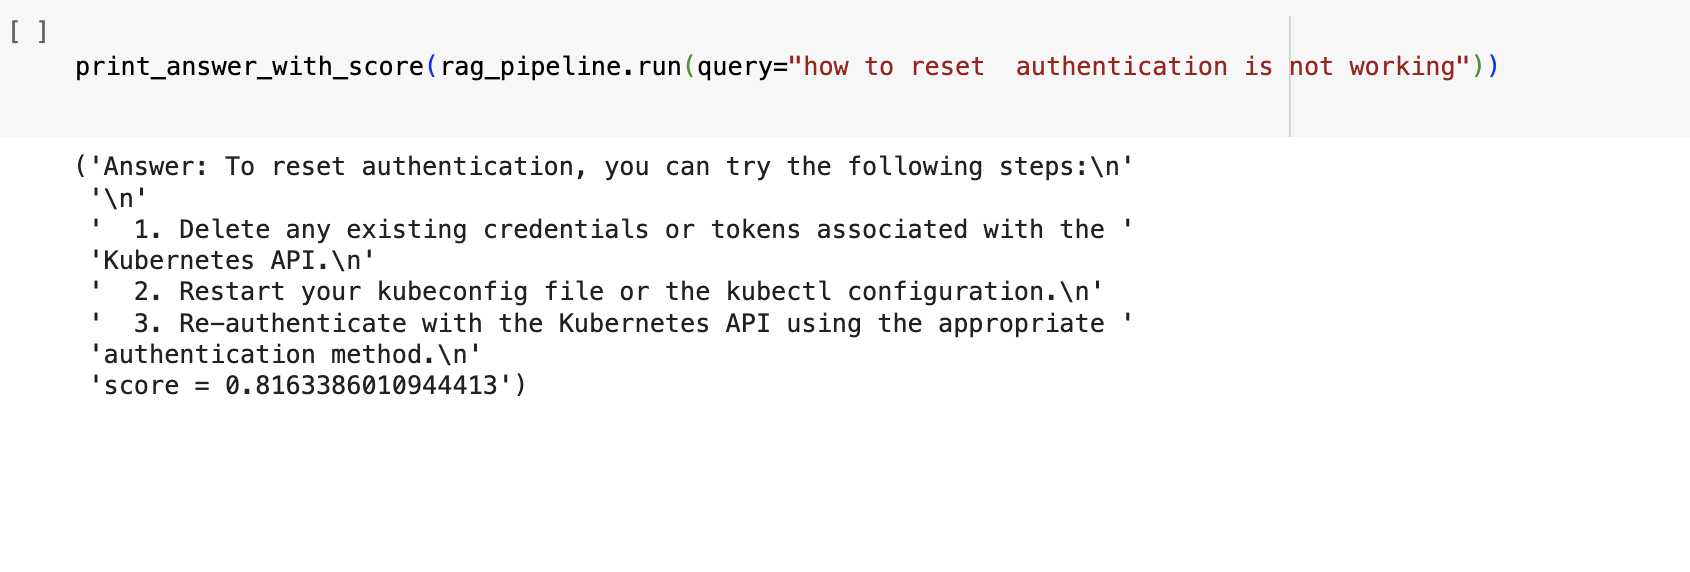 [ ]
print_answer_with_score(rag_pipeline.run(query="how to reset  authentication is not working"))
('Answer: To reset authentication, you can try the following steps:\n'
 '\n'
 '  1. Delete any existing credentials or tokens associated with the '
 'Kubernetes API.\n'
 '  2. Restart your kubeconfig file or the kubectl configuration.\n'
 '  3. Re-authenticate with the Kubernetes API using the appropriate '
 'authentication method.\n'
 'score = 0.8163386010944413')